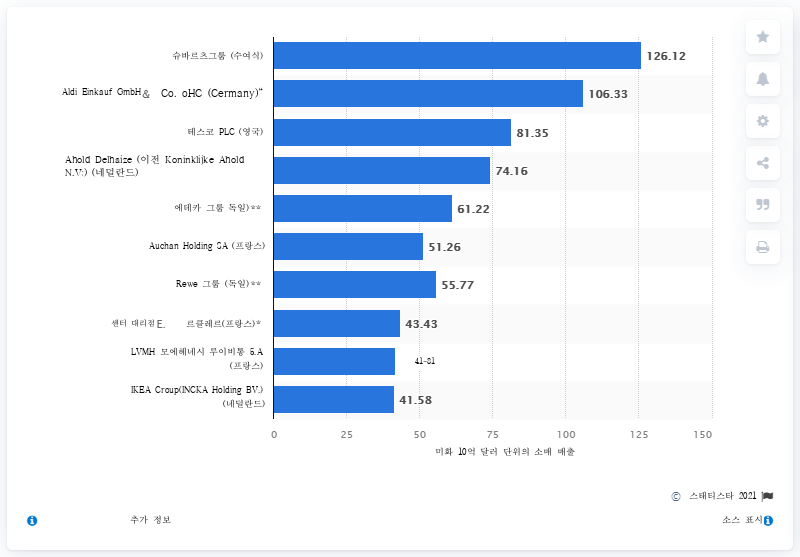 슈바르츠그룹 (수여식)
126.12
Aldi Einkauf GmbH& Co. oHC (Cermany)"
106.33
테스코 PLC (영국)
81.35
Ahold Delhaize (이전 Koninklijke Ahold
N.V.) (네덜란드)
74.16
에데카 그룹 독일)**
61.22
Auchan Holding SA (프랑스)
51.26
Rewe 그룹 (독일)**
55.77
센터 대리점E. 르클레르(프랑스)*
43.43
LVMH 모에헤네시 루이비통 S.A
(프랑스)
41-81
IKEA Group(INCKA Holding BV.)
(네덜란드)
41.58
0 25 50 75 100 125 150
미화 10억 달러 단위의 소매 매출
© 스태티스타 2021
추가 정보
소스 표시